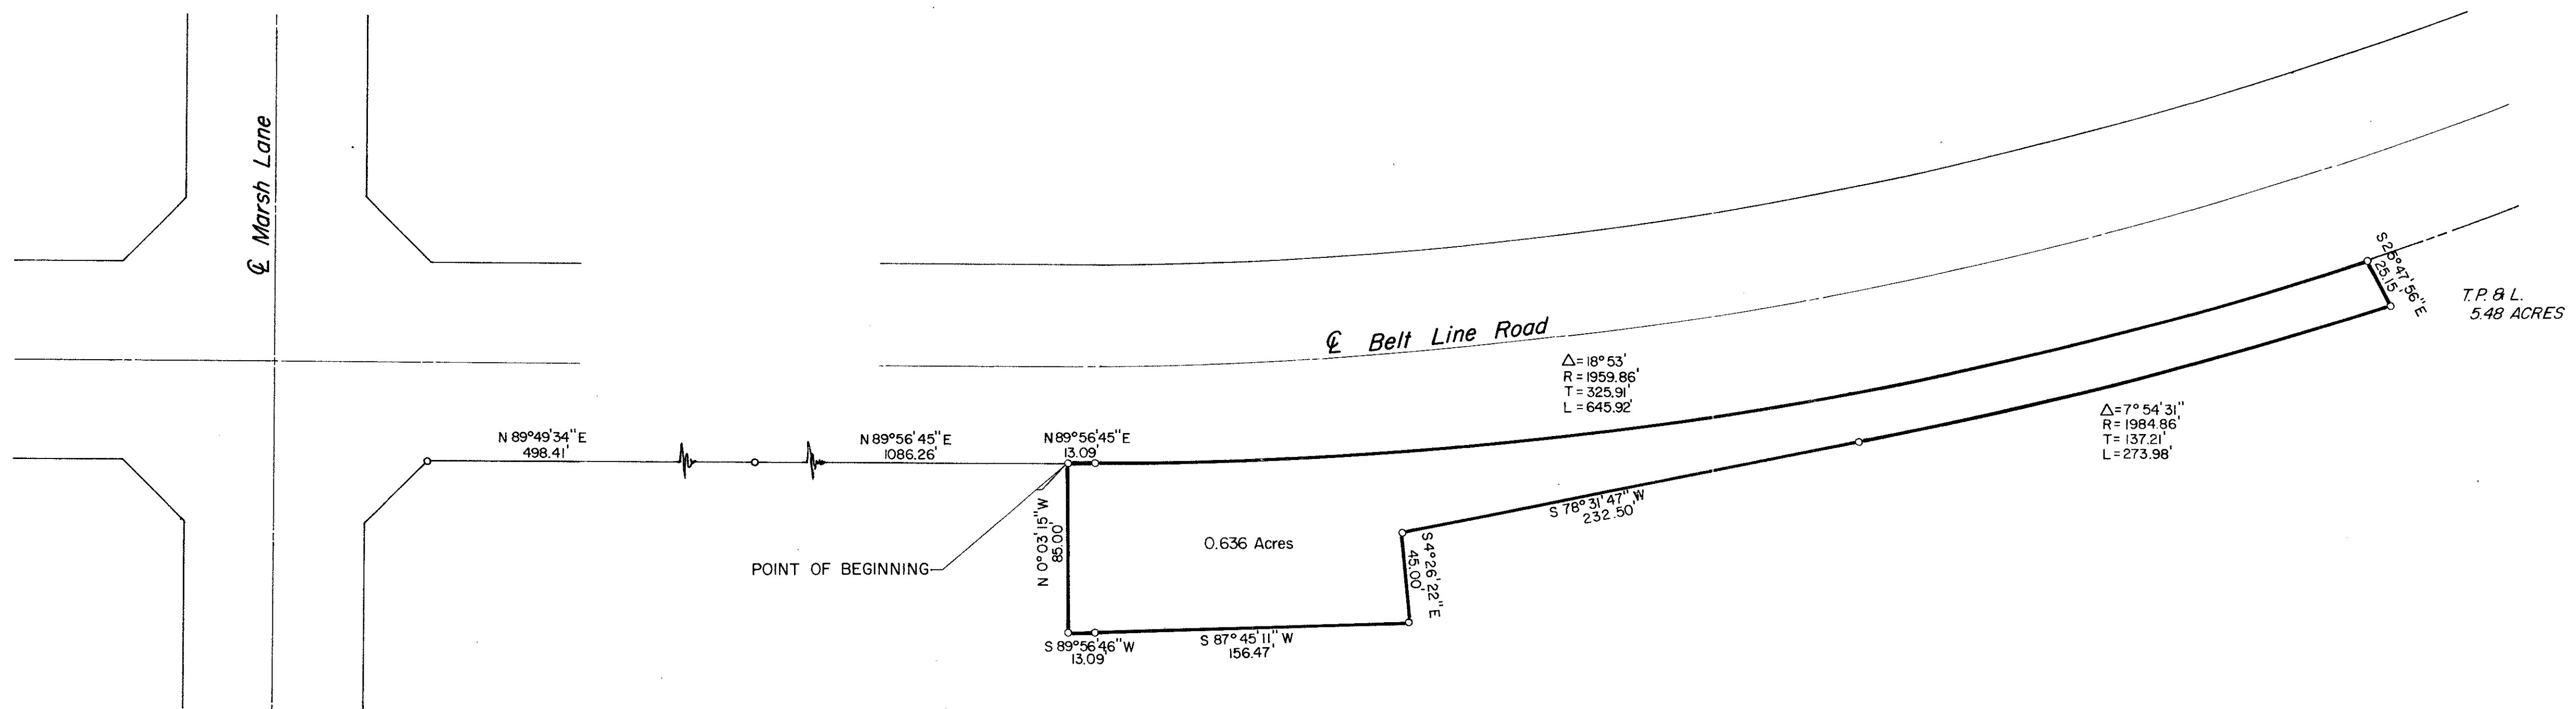 ℄ Marsh Lane
℄ Belt Line Road
S 25°47'56"E
25.15'
T.P. & L.
5.48 ACRES
Δ=18°53'
R=1959.86'
T=325.91'
L=645.92'
Δ=7°54'31"
R=1984.86'
T=137.21'
L=273.98'
N 89°49'34"E
498.41'
N 89°56'45"E
1086.26'
N89°56'45"E
13.09'
N 0°03'15"W
85.00'
POINT OF BEGINNING
0.636 Acres
S 4°26'22"E
45.00'
S 78°31'47"W
232.50'
S 89°56'46"W
13.09'
S 87°45'11"W
156.47'